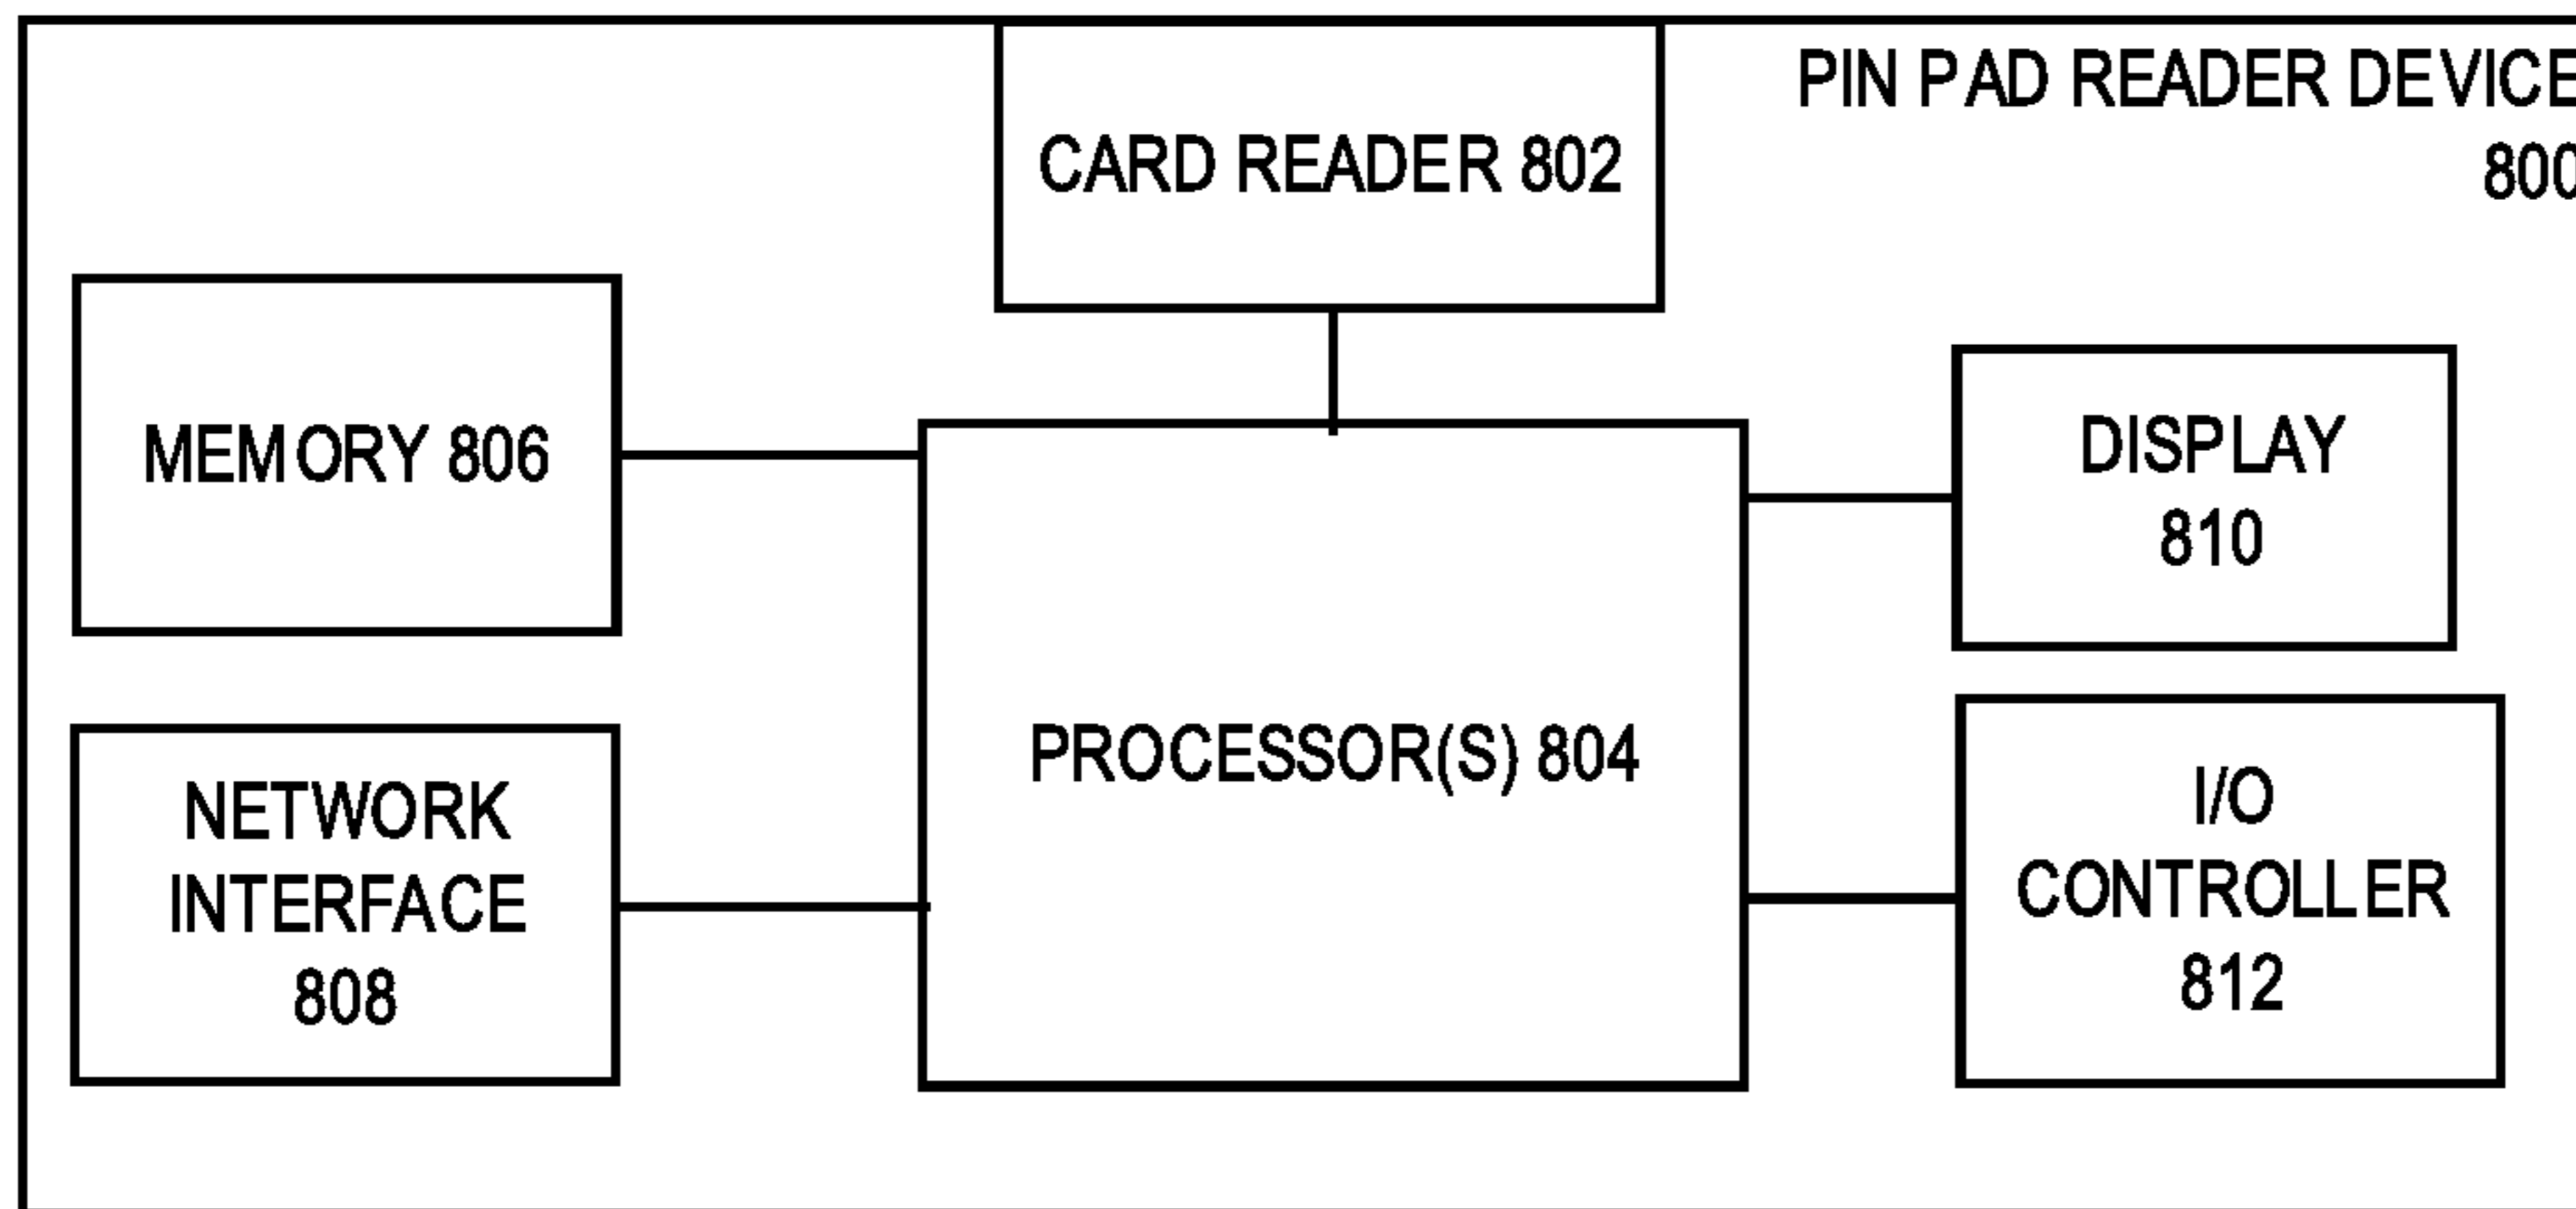 PIN PAD READER DEVICE
800
CARD READER 802
MEMORY 806
DISPLAY
810
PROCESSOR(S) 804
NETWORK
INTERFACE
808
I/O
CONTROLLER
812